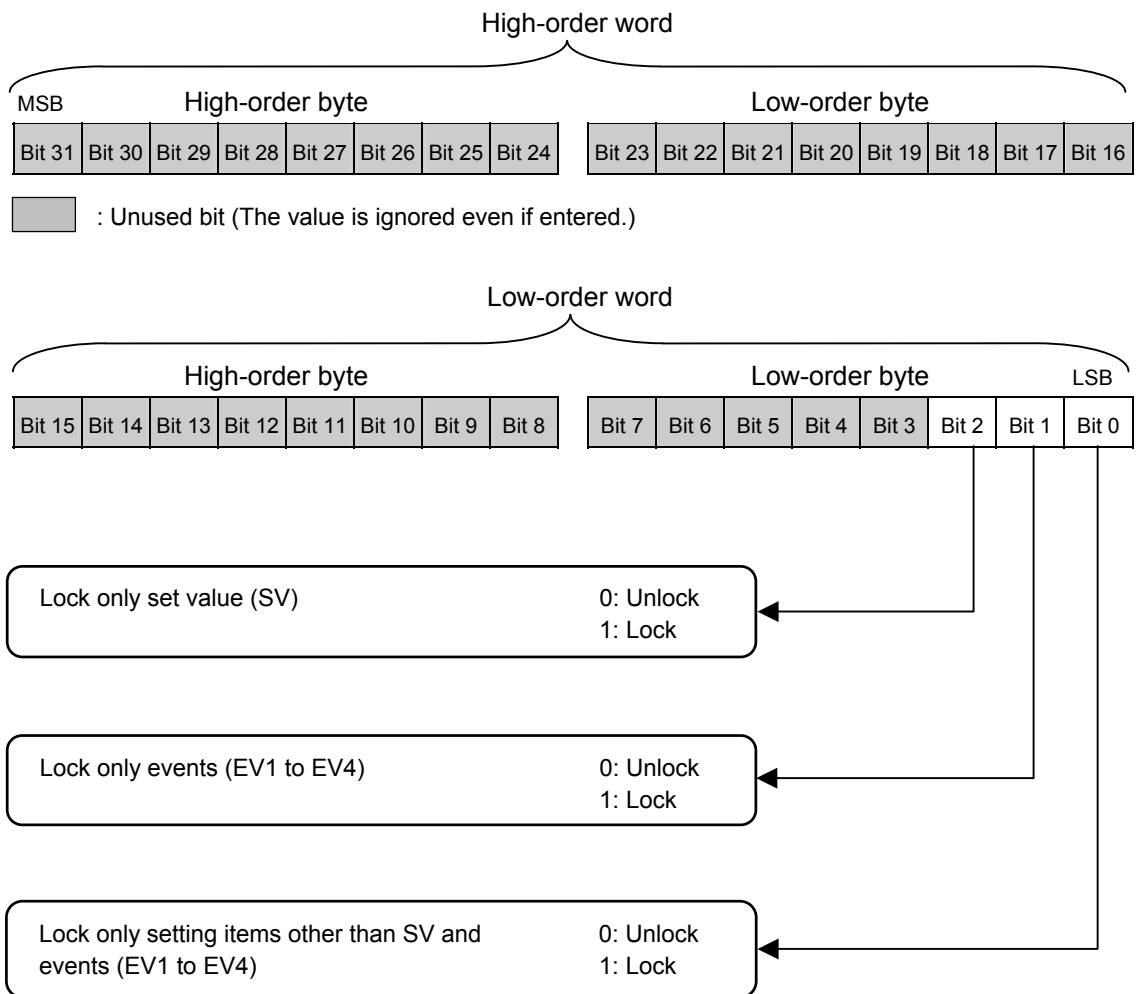 High-order word
MSB High-order byte Low-order byte
Bit 31 Bit 30 Bit 29 Bit 28 Bit 27 Bit 26 Bit 25 Bit 24 Bit 23 Bit 22 Bit 21 Bit 20 Bit 19 Bit 18 Bit 17 Bit 16
: Unused bit (The value is ignored even if entered.)
Low-order word
High-order byte Low-order byte LSB
Bit 15 Bit 14 Bit 13 Bit 12 Bit 11 Bit 10 Bit 9 Bit 8 Bit 7 Bit 6 Bit 5 Bit 4 Bit 3 Bit 2 Bit 1 Bit 0
Lock only set value (SV) 0: Unlock
1: Lock
Lock only events (EV1 to EV4) 0: Unlock
1: Lock
Lock only setting items other than SV and 0: Unlock
events (EV1 to EV4) 1: Lock